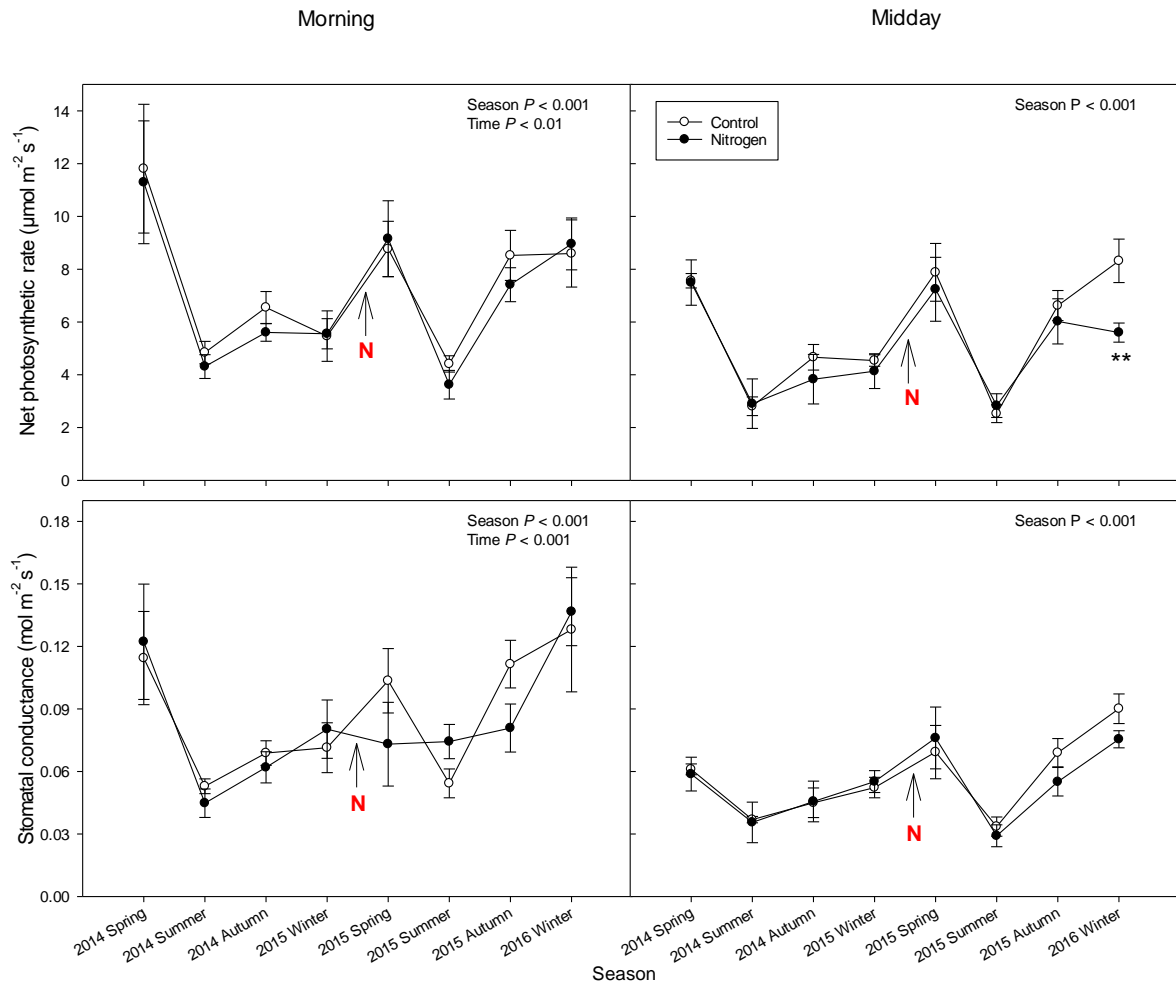 Morning
Midday
Net photosynthetic rate (µmol m⁻² s⁻¹)
14
12
10
8
6
4
2
0
Season P < 0.001
Time P < 0.01
N
Control
Nitrogen
Season P < 0.001
N
**
Stomatal conductance (mol m⁻² s⁻¹)
0.18
0.15
0.12
0.09
0.06
0.03
0.00
Season P < 0.001
Time P < 0.001
N
Season P < 0.001
N
2014 Spring
2014 Summer
2014 Autumn
2015 Winter
2015 Spring
2015 Summer
2015 Autumn
2016 Winter
2014 Spring
2014 Summer
2014 Autumn
2015 Winter
2015 Spring
2015 Summer
2015 Autumn
2016 Winter
Season